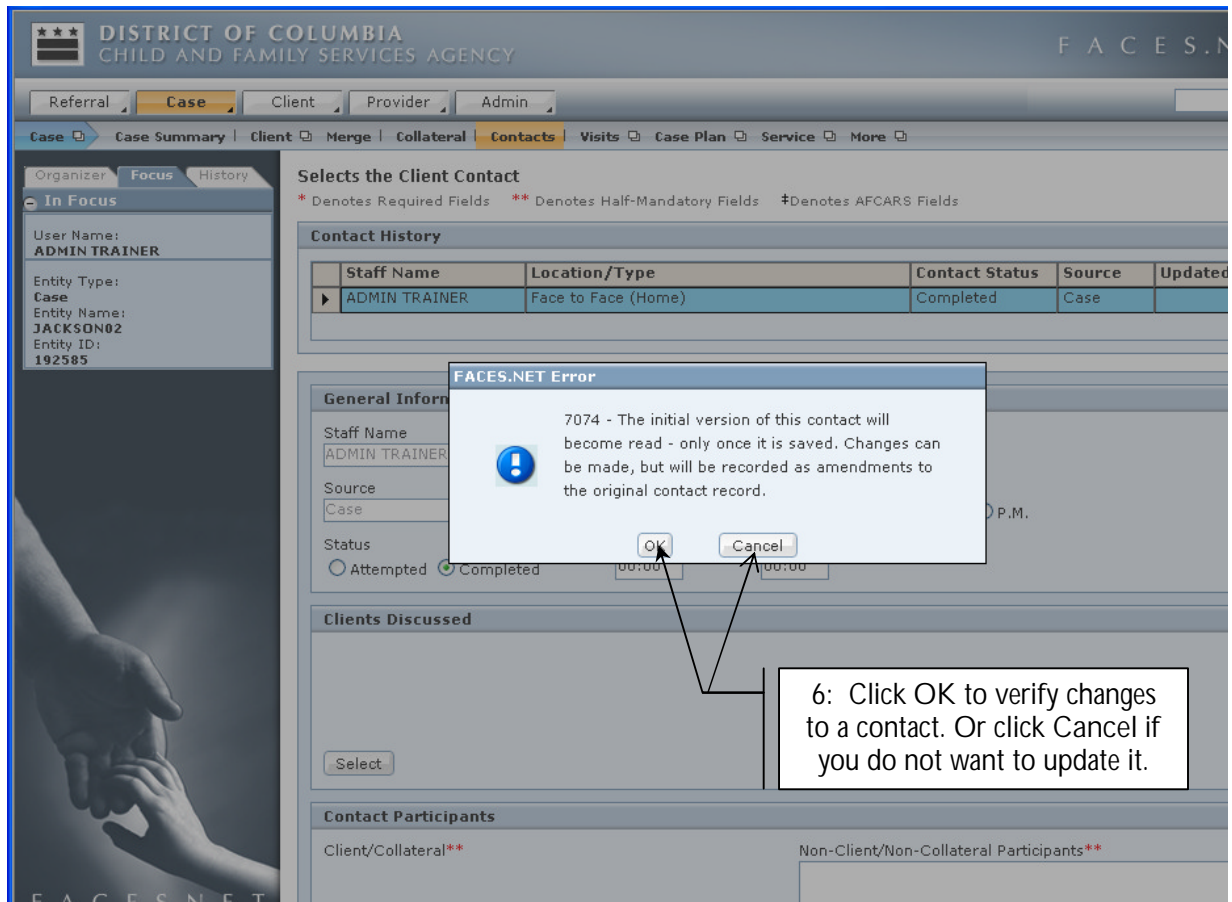 DISTRICT OF COLUMBIA
CHILD AND FAMILY SERVICES AGENCY
FACES.N
Referral Case Client Provider Admin
Case Case Summary | Client Merge | Collateral | Contacts | Visits Case Plan Service More
Organizer Focus History
In Focus
User Name:
ADMIN TRAINER
Entity Type:
Case
Entity Name:
JACKSON02
Entity ID:
192585
Selects the Client Contact
* Denotes Required Fields ** Denotes Half-Mandatory Fields ‡Denotes AFCARS Fields
Contact History
Staff Name Location/Type Contact Status Source Updated
ADMIN TRAINER Face to Face (Home) Completed Case
FACES.NET Error
7074 - The initial version of this contact will
become read - only once it is saved. Changes can
be made, but will be recorded as amendments to
the original contact record.
OK Cancel
General Inform
Staff Name
ADMIN TRAINER
Source
Case
P.M.
Status
Attempted Completed 00:00 00:00
Clients Discussed
Select
6: Click OK to verify changes
to a contact. Or click Cancel if
you do not want to update it.
Contact Participants
Client/Collateral** Non-Client/Non-Collateral Participants**
FACES.NET